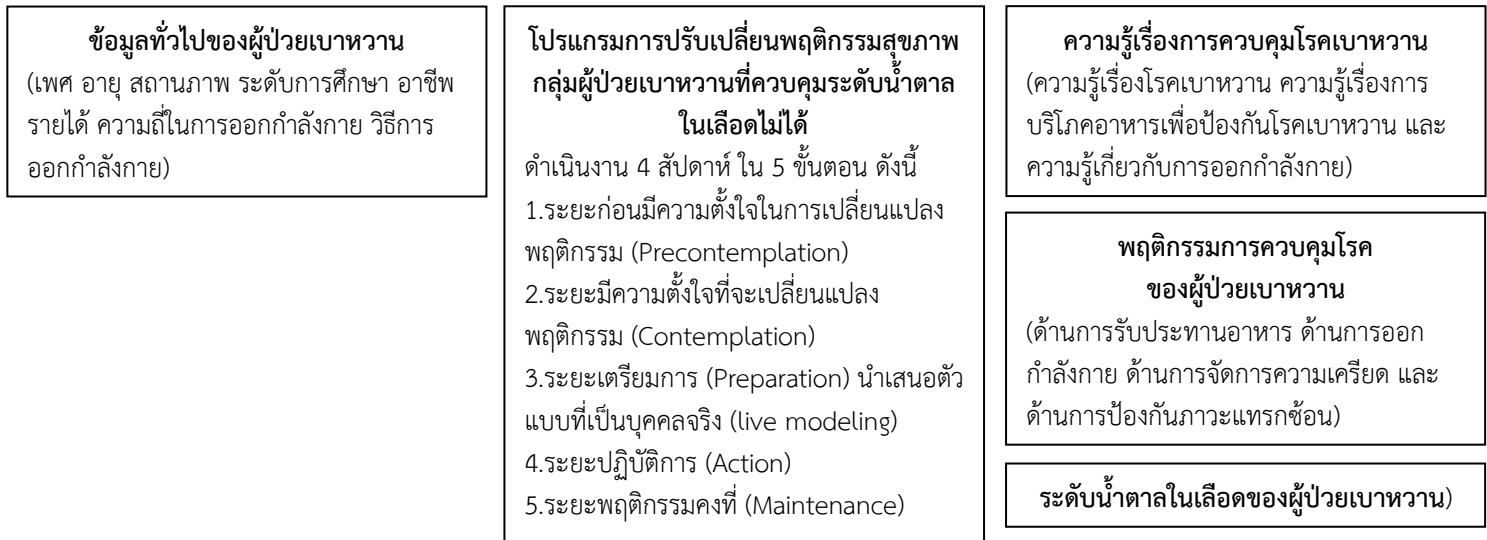 ข้อมูลทั่วไปของผู้ป่วยเบาหวาน
(เพศ อายุ สถานภาพ ระดับการศึกษา อาชีพ
รายได้ ความถี่ในการออกกำลังกาย วิธีการ
ออกกำลังกาย)
โปรแกรมการปรับเปลี่ยนพฤติกรรมสุขภาพ
กลุ่มผู้ป่วยเบาหวานที่ควบคุมระดับน้ำตาล
ในเลือดไม่ได้
ดำเนินงาน 4 สัปดาห์ ใน 5 ขั้นตอน ดังนี้
1.ระยะก่อนมีความตั้งใจในการเปลี่ยนแปลง
พฤติกรรม (Precontemplation)
2.ระยะมีความตั้งใจที่จะเปลี่ยนแปลง
พฤติกรรม (Contemplation)
3.ระยะเตรียมการ (Preparation) นำเสนอตัว
แบบที่เป็นบุคคลจริง (live modeling)
4.ระยะปฏิบัติการ (Action)
5.ระยะพฤติกรรมคงที่ (Maintenance)
ความรู้เรื่องการควบคุมโรคเบาหวาน
(ความรู้เรื่องโรคเบาหวาน ความรู้เรื่องการ
บริโภคอาหารเพื่อป้องกันโรคเบาหวาน และ
ความรู้เกี่ยวกับการออกกำลังกาย)
พฤติกรรมการควบคุมโรค
ของผู้ป่วยเบาหวาน
(ด้านการรับประทานอาหาร ด้านการออก
กำลังกาย ด้านการจัดการความเครียด และ
ด้านการป้องกันภาวะแทรกซ้อน)
ระดับน้ำตาลในเลือดของผู้ป่วยเบาหวาน)